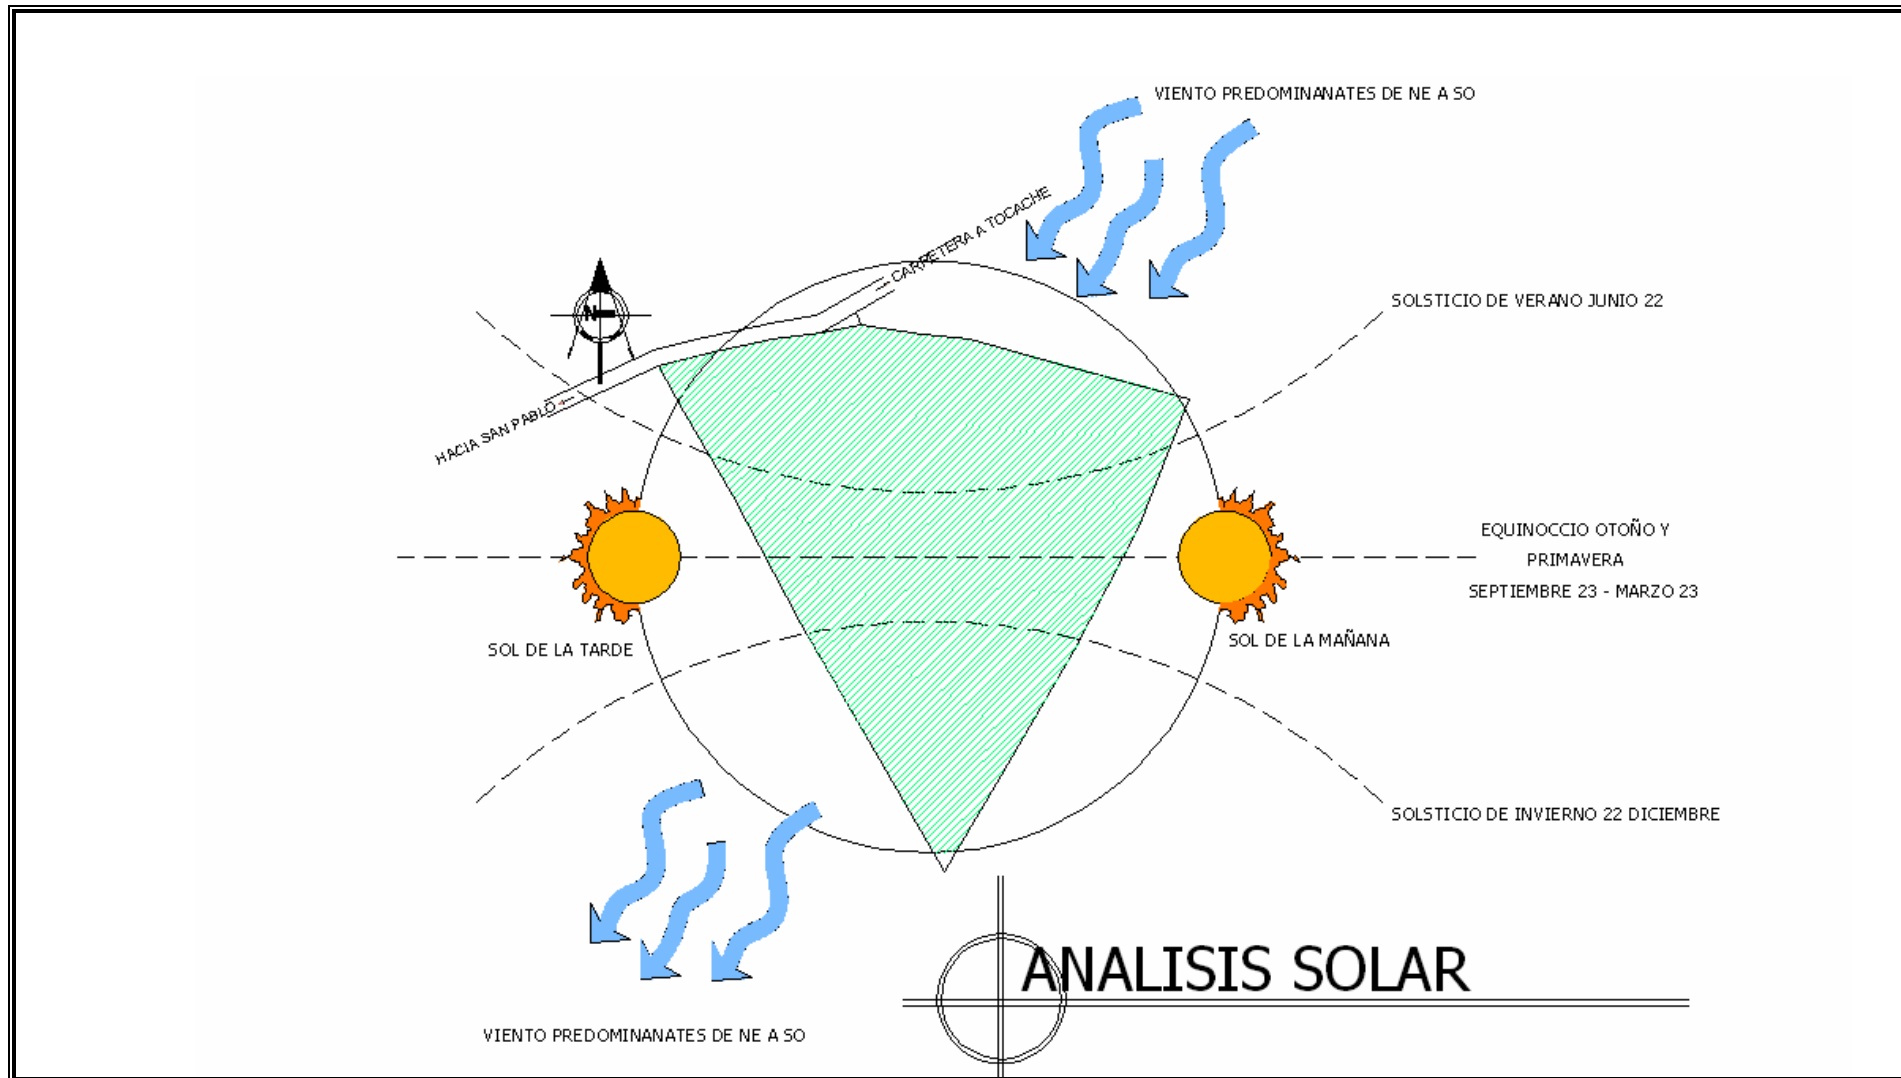 VIENTO PREDOMINANATES DE NE A SO
CARRETERA A TOCACHE
SOLSTICIO DE VERANO JUNIO 22
N
HACIA SAN PABLO
EQUINOCCIO OTOÑO Y
PRIMAVERA
SEPTIEMBRE 23 - MARZO 23
SOL DE LA TARDE
SOL DE LA MAÑANA
SOLSTICIO DE INVIERNO 22 DICIEMBRE
ANALISIS SOLAR
VIENTO PREDOMINANATES DE NE A SO